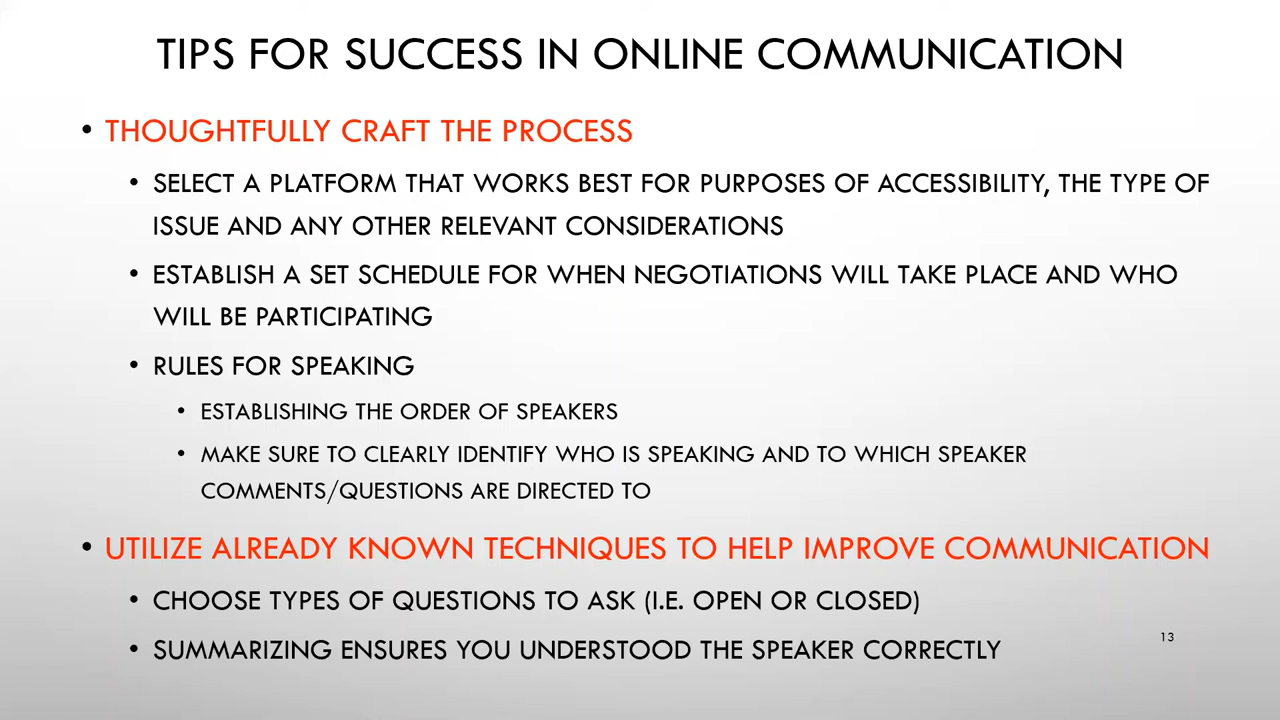 TIPS FOR SUCCESS IN ONLINE COMMUNICATION
• THOUGHTFULLY CRAFT THE PROCESS
• SELECT A PLATFORM THAT WORKS BEST FOR PURPOSES OF ACCESSIBILITY, THE TYPE OF
ISSUE AND ANY OTHER RELEVANT CONSIDERATIONS
• ESTABLISH A SET SCHEDULE FOR WHEN NEGOTIATIONS WILL TAKE PLACE AND WHO
WILL BE PARTICIPATING
• RULES FOR SPEAKING
• ESTABLISHING THE ORDER OF SPEAKERS
• MAKE SURE TO CLEARLY IDENTIFY WHO IS SPEAKING AND TO WHICH SPEAKER
COMMENTS/QUESTIONS ARE DIRECTED TO
• UTILIZE ALREADY KNOWN TECHNIQUES TO HELP IMPROVE COMMUNICATION
• CHOOSE TYPES OF QUESTIONS TO ASK (I.E. OPEN OR CLOSED)
• SUMMARIZING ENSURES YOU UNDERSTOOD THE SPEAKER CORRECTLY
13